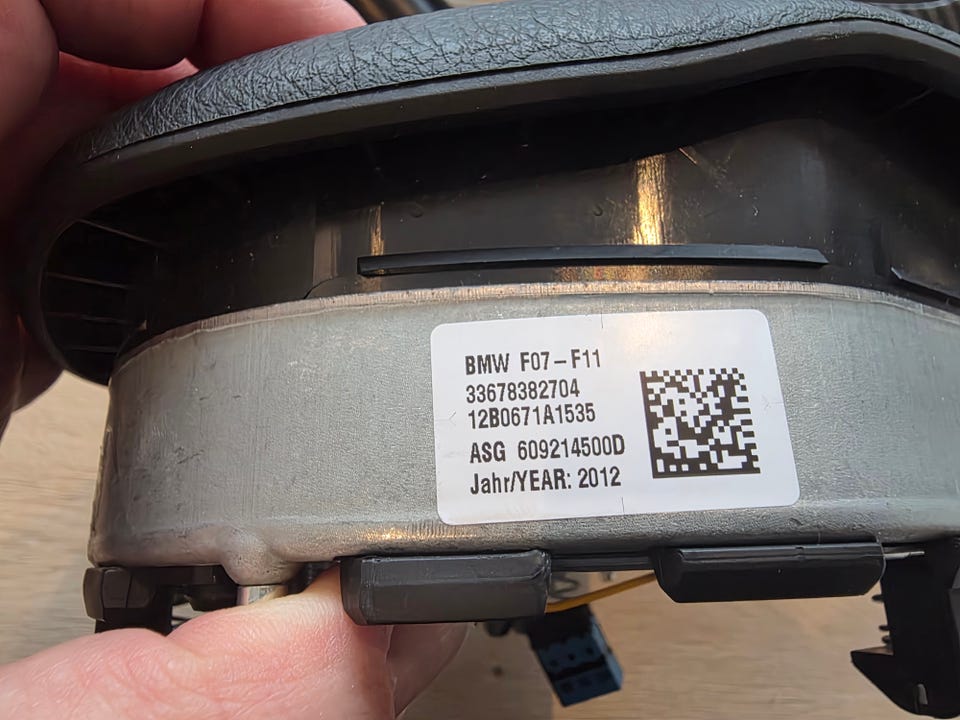 BMW F07-F11
33678382704
12B0671A1535
ASG 609214500D
Jahr/YEAR: 2012